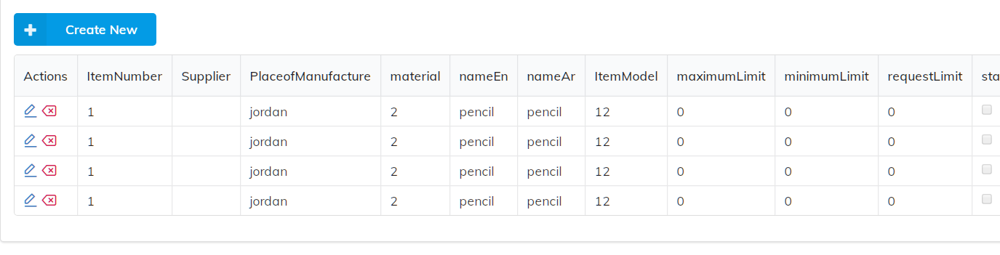 Create New
Actions ItemNumber Supplier PlaceofManufacture material nameEn nameAr ItemModel maximumLimit minimumLimit requestLimit sta
1 jordan 2 pencil pencil 12 0 0 0
1 jordan 2 pencil pencil 12 0 0 0
1 jordan 2 pencil pencil 12 0 0 0
1 jordan 2 pencil pencil 12 0 0 0